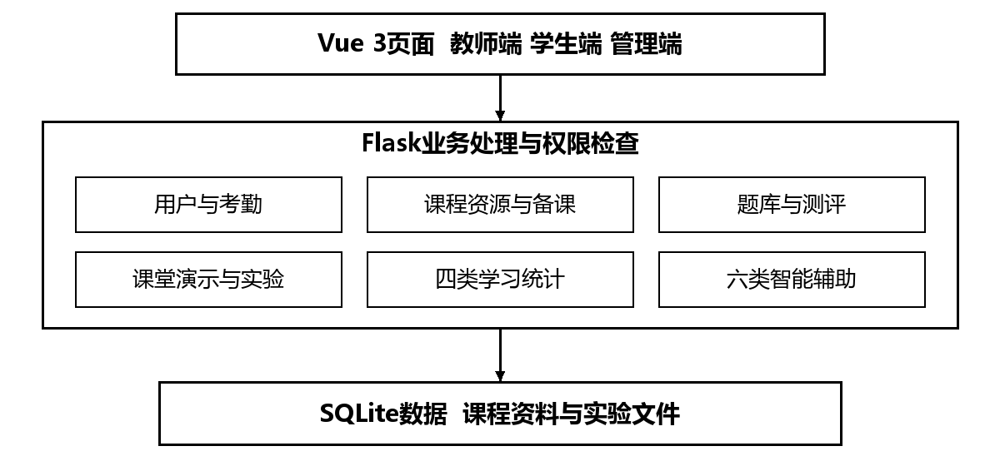 Vue 3页面 教师端 学生端 管理端
Flask业务处理与权限检查
用户与考勤
课程资源与备课
题库与测评
课堂演示与实验
四类学习统计
六类智能辅助
SQLite数据 课程资料与实验文件